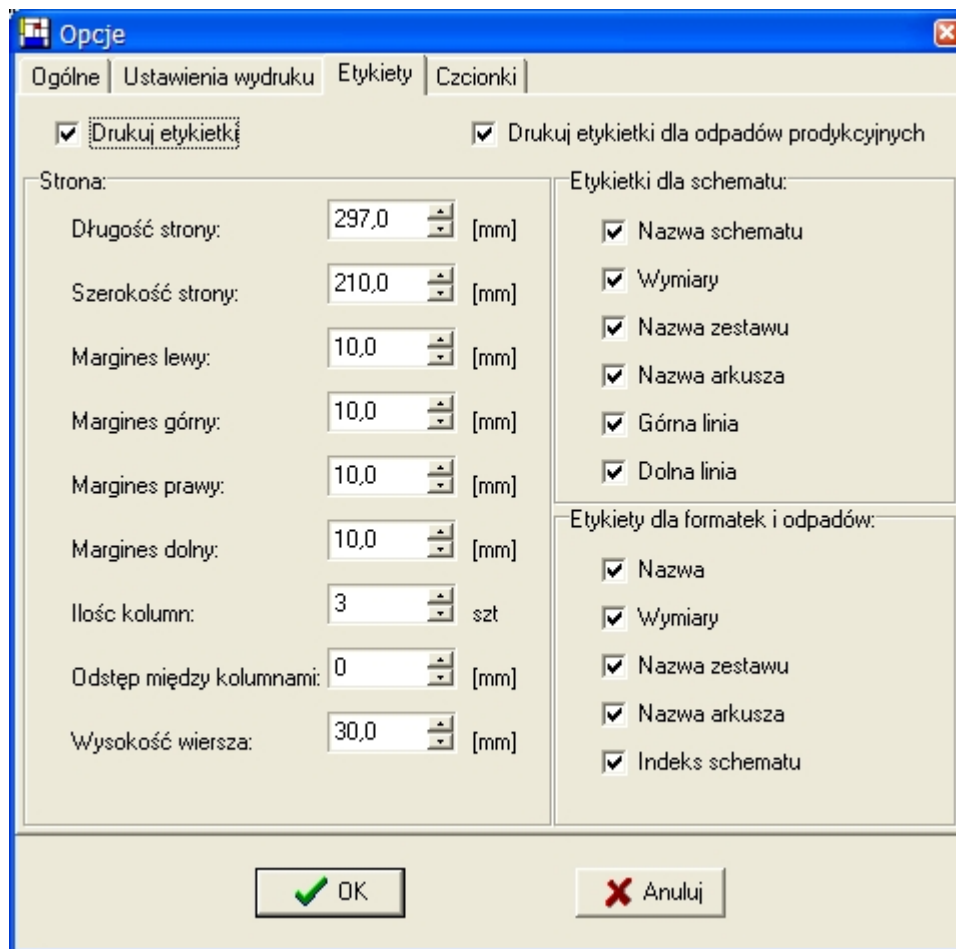 Opcje
Ogólne Ustawienia wydruku Etykiety Czcionki
Drukuj etykietki Drukuj etykietki dla odpadów prodykcyjnych
Strona:
Długość strony: 297,0 [mm]
Szerokość strony: 210,0 [mm]
Margines lewy: 10,0 [mm]
Margines górny: 10,0 [mm]
Margines prawy: 10,0 [mm]
Margines dolny: 10,0 [mm]
Ilośc kolumn: 3 szt
Odstęp między kolumnami: 0 [mm]
Wysokość wiersza: 30,0 [mm]
Etykietki dla schematu:
Nazwa schematu
Wymiary
Nazwa zestawu
Nazwa arkusza
Górna linia
Dolna linia
Etykiety dla formatek i odpadów:
Nazwa
Wymiary
Nazwa zestawu
Nazwa arkusza
Indeks schematu
OK Anuluj